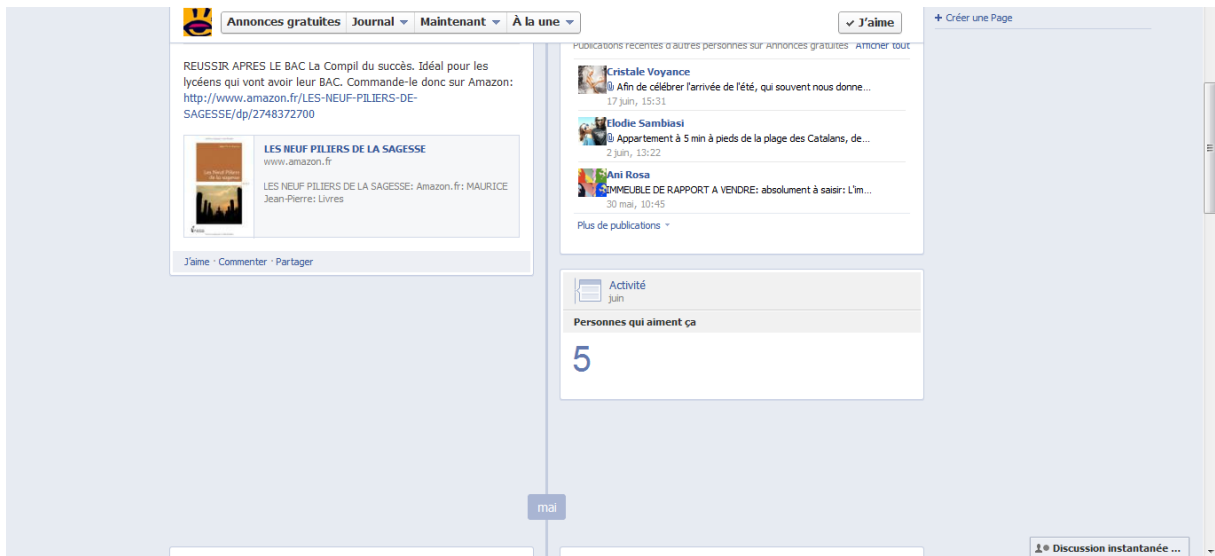 Annonces gratuites Journal Maintenant À la une
✓ J'aime
+ Créer une Page
REUSSIR APRES LE BAC La Compil du succès. Idéal pour les
lycéens qui vont avoir leur BAC. Commande-le donc sur Amazon:
http://www.amazon.fr/LES-NEUF-PILIERS-DE-
SAGESSE/dp/2748372700
Les Neuf Piliers
de la sagesse
LES NEUF PILIERS DE LA SAGESSE
www.amazon.fr
LES NEUF PILIERS DE LA SAGESSE: Amazon.fr: MAURICE
Jean-Pierre: Livres
J'aime · Commenter · Partager
Publications récentes d'autres personnes sur Annonces gratuites Afficher tout
Cristale Voyance
Afin de célébrer l'arrivée de l'été, qui souvent nous donne...
17 juin, 15:31
Elodie Sambiasi
Appartement à 5 min à pieds de la plage des Catalans, de...
2 juin, 13:22
Ani Rosa
IMMEUBLE DE RAPPORT A VENDRE: absolument à saisir: L'im...
30 mai, 10:45
Plus de publications
Activité
juin
Personnes qui aiment ça
5
mai
Discussion instantanée ...